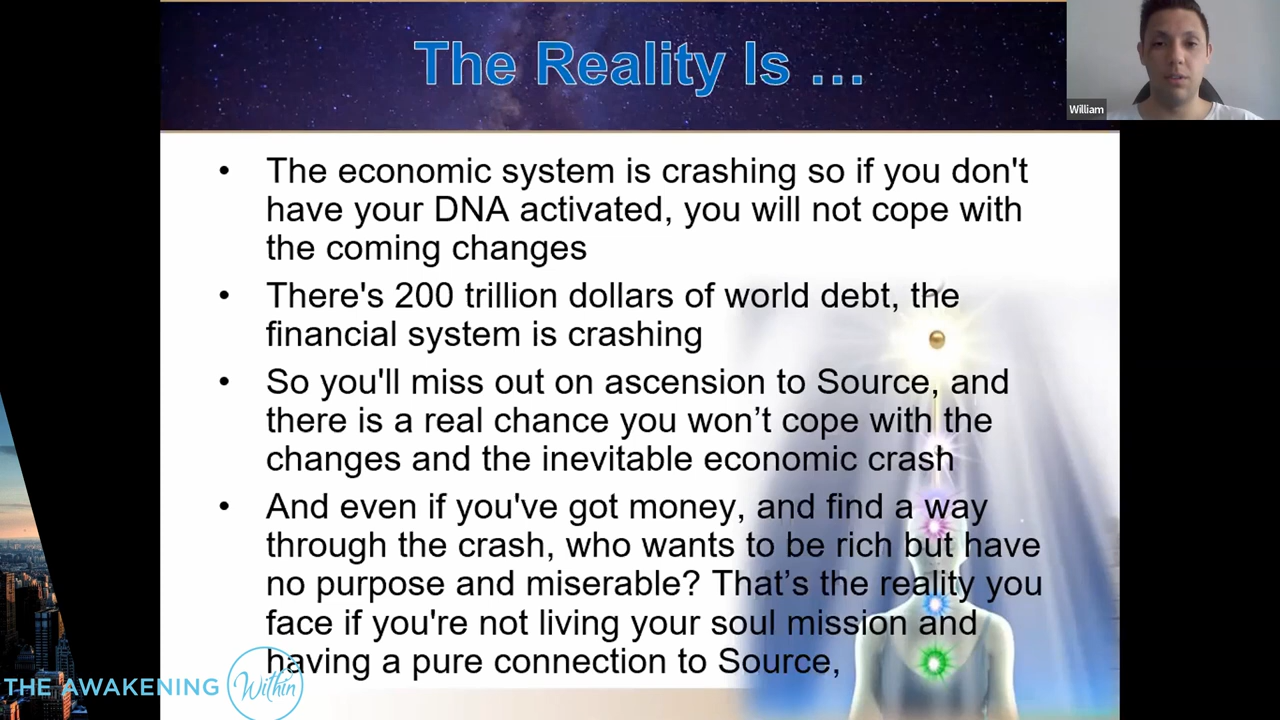 The Reality Is ...
William
• The economic system is crashing so if you don't
have your DNA activated, you will not cope with
the coming changes
• There's 200 trillion dollars of world debt, the
financial system is crashing
• So you'll miss out on ascension to Source, and
there is a real chance you won’t cope with the
changes and the inevitable economic crash
• And even if you've got money, and find a way
through the crash, who wants to be rich but have
no purpose and miserable? That’s the reality you
face if you're not living your soul mission and
having a pure connection to Source,
THE AWAKENING Within